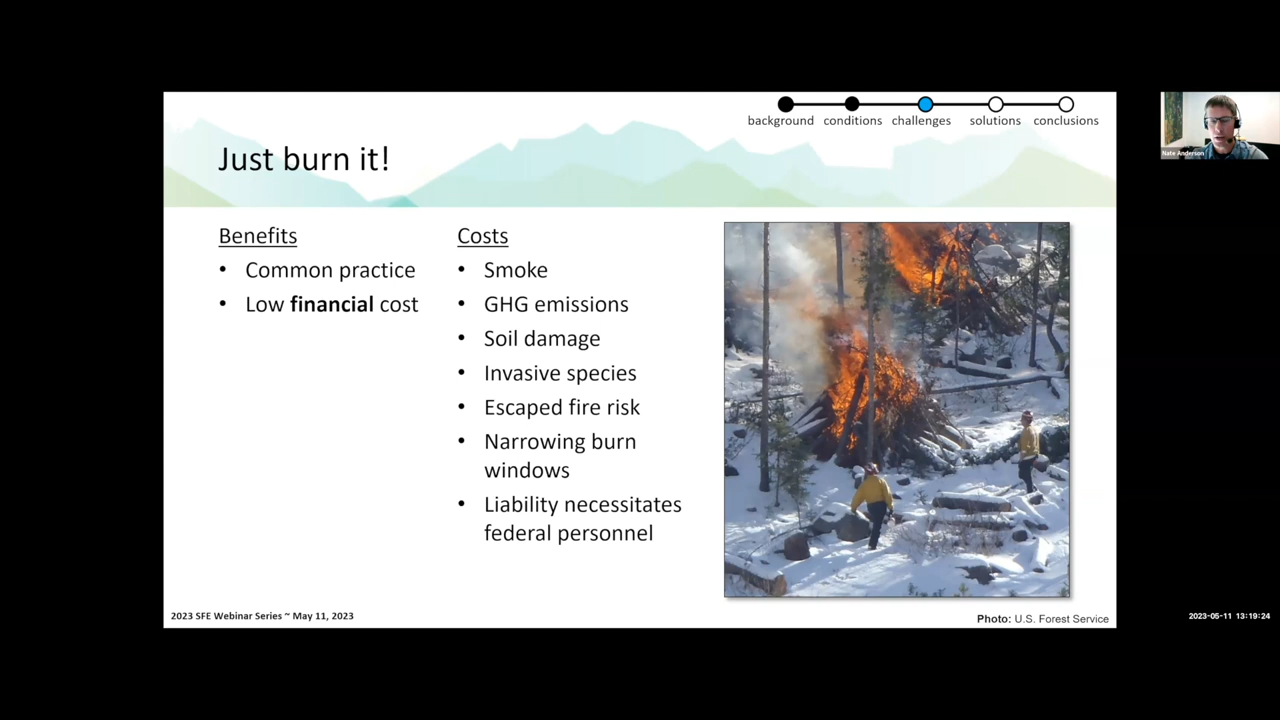 background conditions challenges solutions conclusions
Just burn it!
Benefits
• Common practice
• Low financial cost
Costs
• Smoke
• GHG emissions
• Soil damage
• Invasive species
• Escaped fire risk
• Narrowing burn
windows
• Liability necessitates
federal personnel
2023 SFE Webinar Series ~ May 11, 2023
Photo: U.S. Forest Service
Nate Anderson
2023-05-11 13:19:24